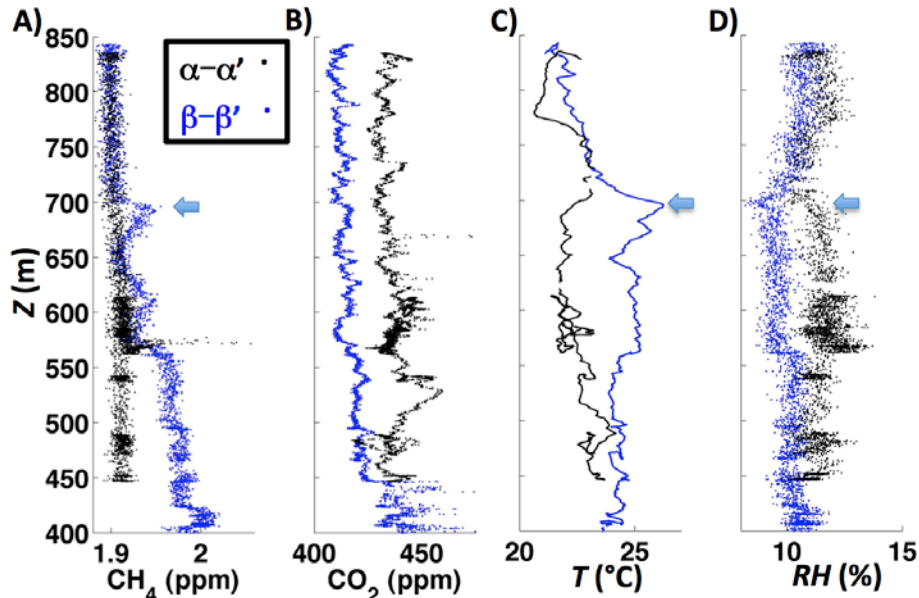 A) B) C) D)
850
800
750
700
650
600
550
500
450
400
Z (m)
α−α'
β−β'
1.9 2 400 450 20 25 10 15
CH4 (ppm) CO2 (ppm) T (°C) RH (%)